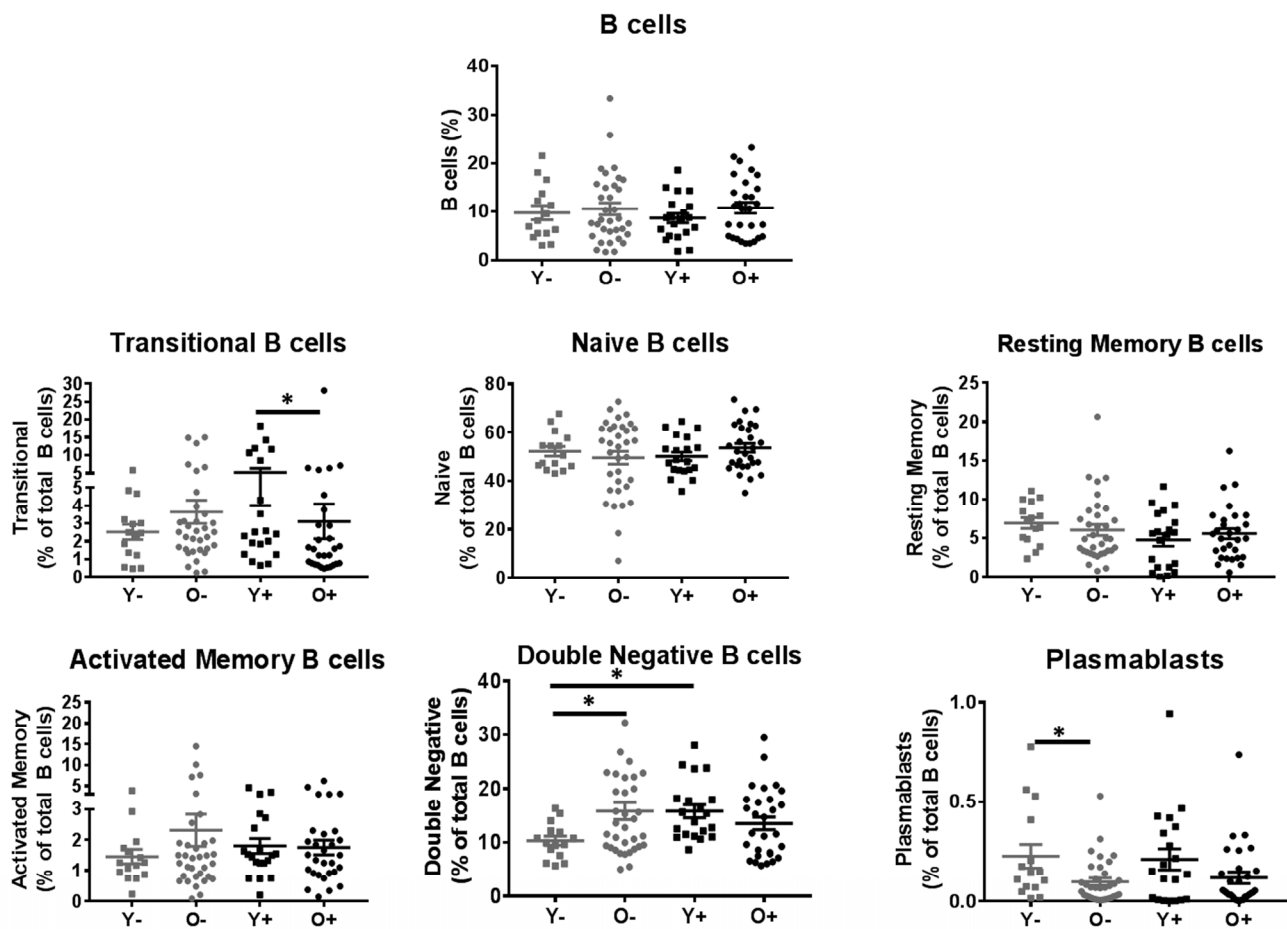 B cells
B cells (%)
40
30
20
10
0
Y- O- Y+ O+
Transitional B cells
Transitional
(% of total B cells)
30
25
20
15
10
5
5
4
3
2
1
0
*
Y- O- Y+ O+
Naive B cells
Naive
(% of total B cells)
80
60
40
20
0
Y- O- Y+ O+
Resting Memory B cells
Resting Memory
(% of total B cells)
25
20
15
10
5
0
Y- O- Y+ O+
Activated Memory B cells
Activated Memory
(% of total B cells)
25
20
15
10
5
3
2
1
0
Y- O- Y+ O+
Double Negative B cells
Double Negative
(% of total B cells)
40
30
20
10
0
*
*
Y- O- Y+ O+
Plasmablasts
Plasmablasts
(% of total B cells)
1.0
0.5
0.0
*
Y- O- Y+ O+